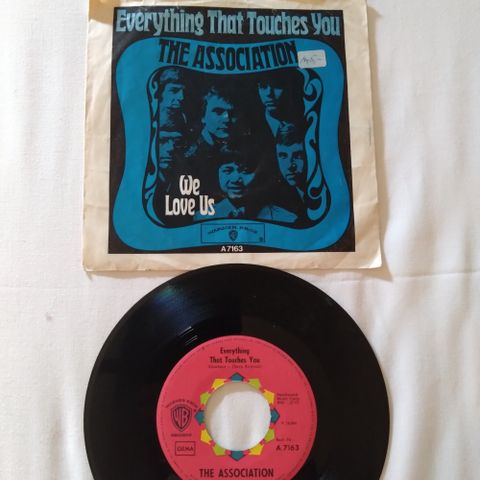 Everything That Touches You
THE ASSOCIATION
We
Love Us
WARNER BROS
W
B
®
A 7163
Everything
That Touches You
W
B
GEMA
A. 7163
THE ASSOCIATION